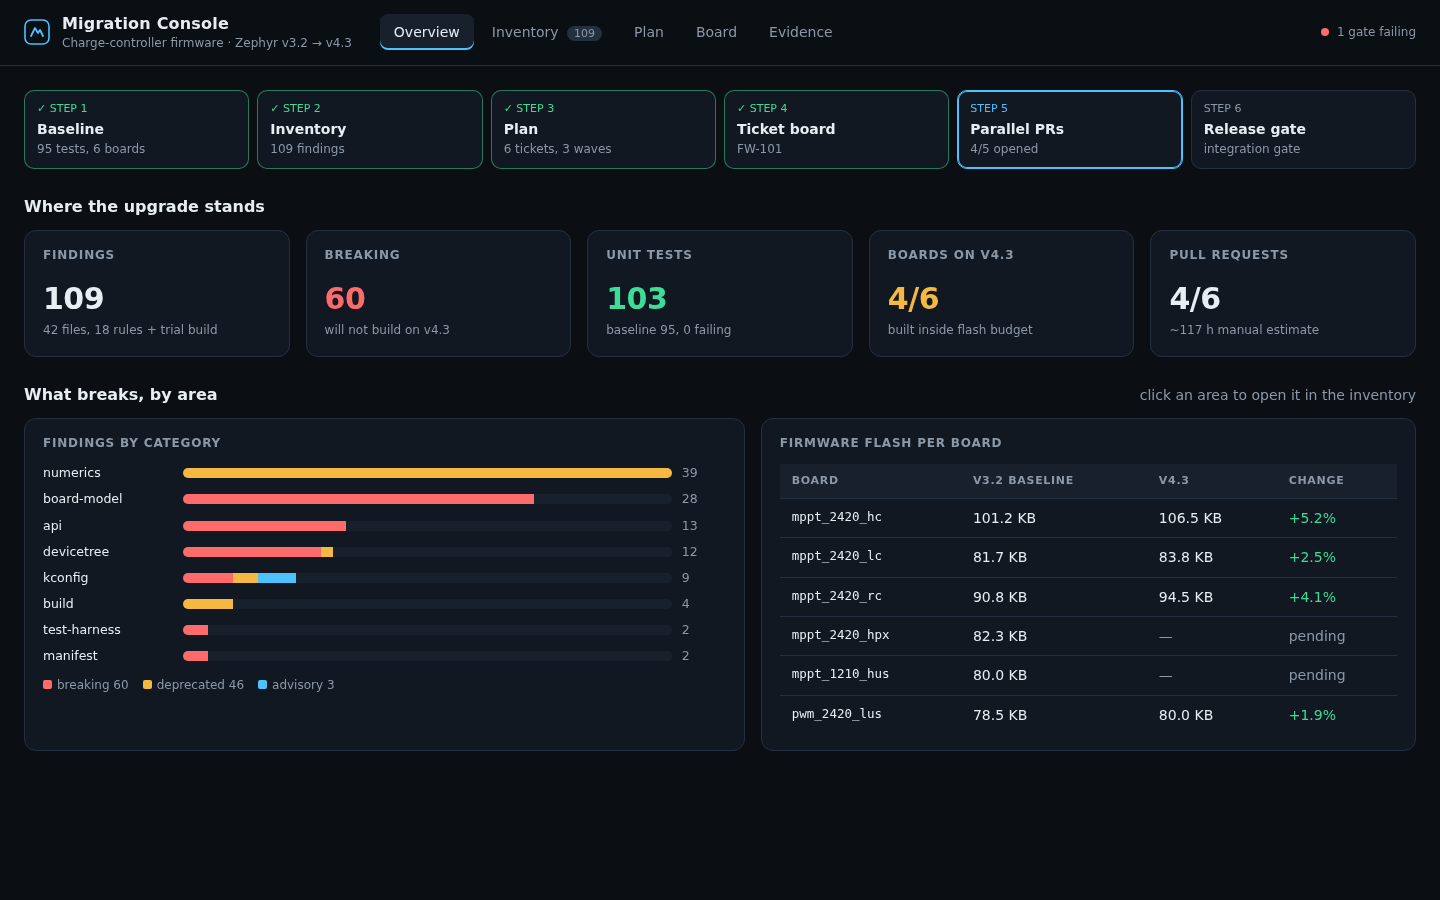 Migration Console
Charge-controller firmware · Zephyr v3.2 → v4.3
Overview
Inventory 109
Plan
Board
Evidence
1 gate failing
✓ STEP 1
Baseline
95 tests, 6 boards
✓ STEP 2
Inventory
109 findings
✓ STEP 3
Plan
6 tickets, 3 waves
✓ STEP 4
Ticket board
FW-101
STEP 5
Parallel PRs
4/5 opened
STEP 6
Release gate
integration gate
Where the upgrade stands
FINDINGS
109
42 files, 18 rules + trial build
BREAKING
60
will not build on v4.3
UNIT TESTS
103
baseline 95, 0 failing
BOARDS ON V4.3
4/6
built inside flash budget
PULL REQUESTS
4/6
~117 h manual estimate
What breaks, by area
click an area to open it in the inventory
FINDINGS BY CATEGORY
numerics 39
board-model 28
api 13
devicetree 12
kconfig 9
build 4
test-harness 2
manifest 2
breaking 60 deprecated 46 advisory 3
FIRMWARE FLASH PER BOARD
BOARD V3.2 BASELINE V4.3 CHANGE
mppt_2420_hc 101.2 KB 106.5 KB +5.2%
mppt_2420_lc 81.7 KB 83.8 KB +2.5%
mppt_2420_rc 90.8 KB 94.5 KB +4.1%
mppt_2420_hpx 82.3 KB — pending
mppt_1210_hus 80.0 KB — pending
pwm_2420_lus 78.5 KB 80.0 KB +1.9%